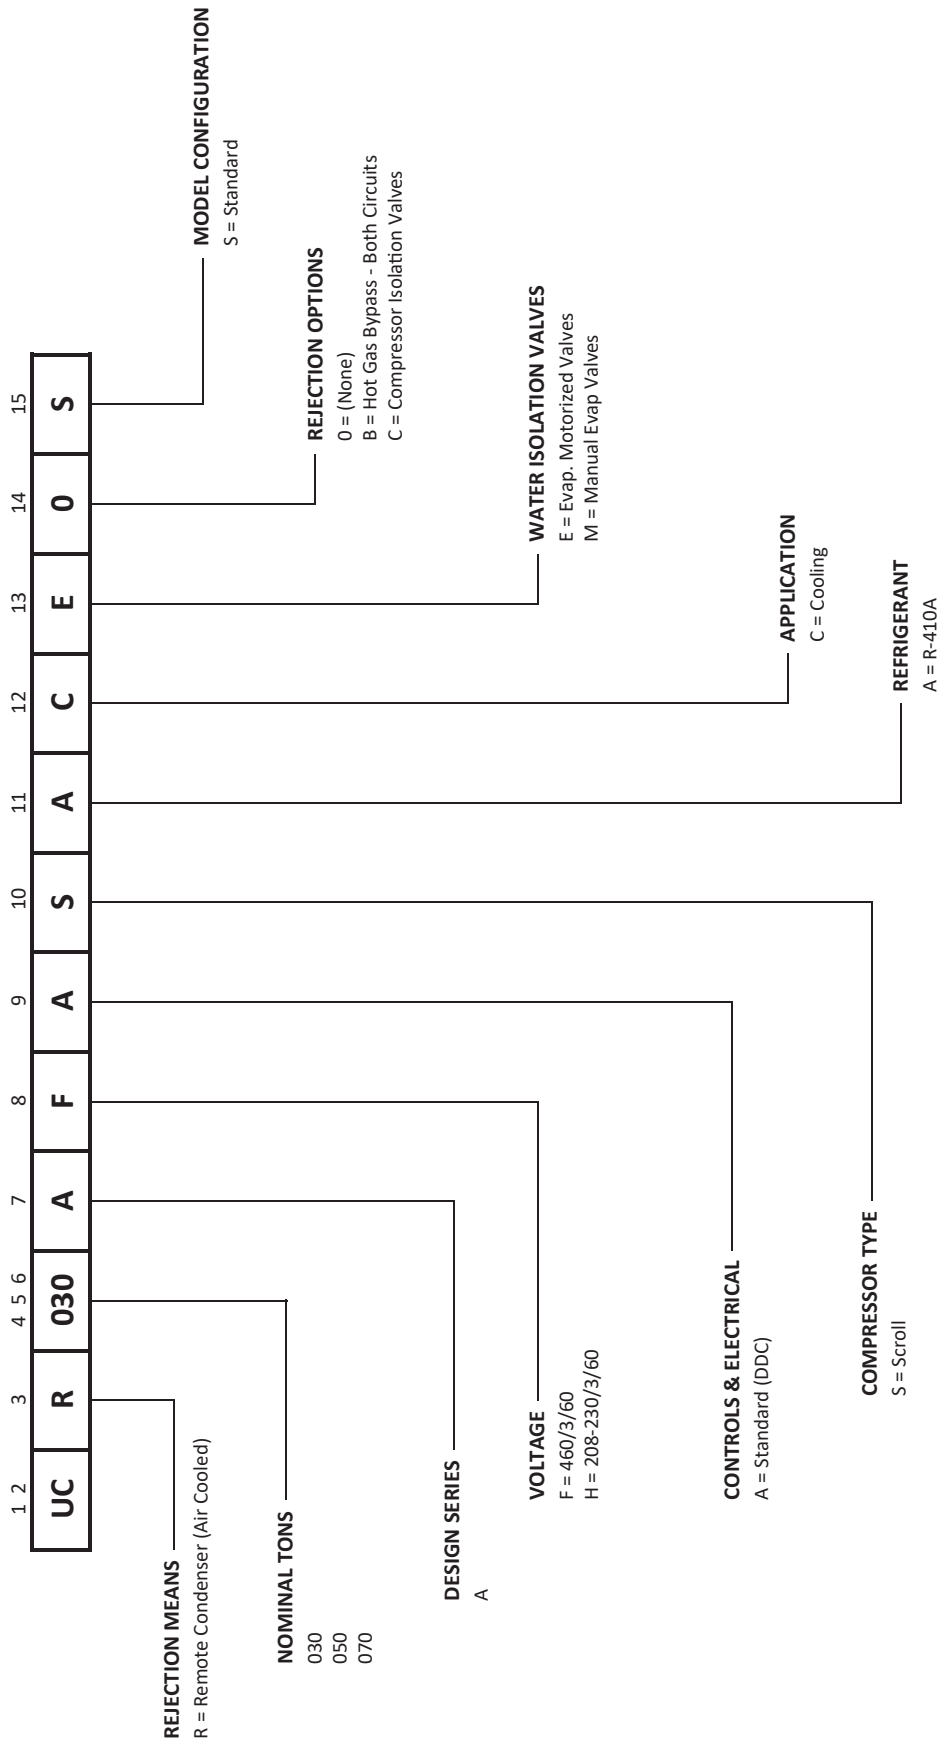 1 2 3 4 5 6 7 8 9 10 11 12 13 14 15
UC R 030 A F A S A C E 0 S
REJECTION MEANS
R = Remote Condenser (Air Cooled)
NOMINAL TONS
030
050
070
DESIGN SERIES
A
VOLTAGE
F = 460/3/60
H = 208-230/3/60
CONTROLS & ELECTRICAL
A = Standard (DDC)
COMPRESSOR TYPE
S = Scroll
REFRIGERANT
A = R-410A
APPLICATION
C = Cooling
WATER ISOLATION VALVES
E = Evap. Motorized Valves
M = Manual Evap Valves
REJECTION OPTIONS
0 = (None)
B = Hot Gas Bypass - Both Circuits
C = Compressor Isolation Valves
MODEL CONFIGURATION
S = Standard